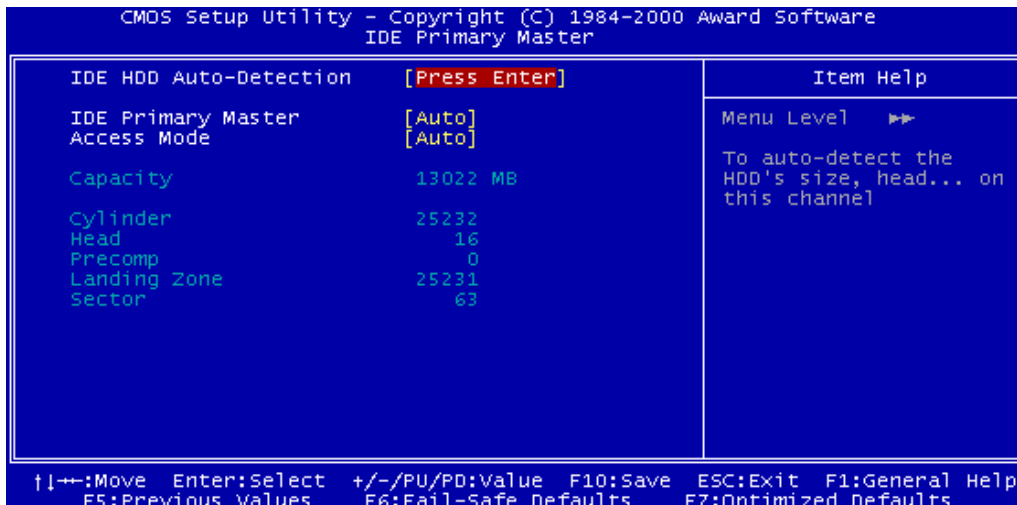 CMOS Setup Utility - Copyright (C) 1984-2000 Award Software
IDE Primary Master
IDE HDD Auto-Detection [Press Enter]
IDE Primary Master [Auto]
Access Mode [Auto]
Capacity 13022 MB
Cylinder 25232
Head 16
Precomp 0
Landing Zone 25231
Sector 63
Item Help
Menu Level ▸▸
To auto-detect the
HDD's size, head... on
this channel
↑↓→←:Move Enter:Select +/-/PU/PD:Value F10:Save ESC:Exit F1:General Help
F5:Previous Values F6:Fail-Safe Defaults F7:Optimized Defaults